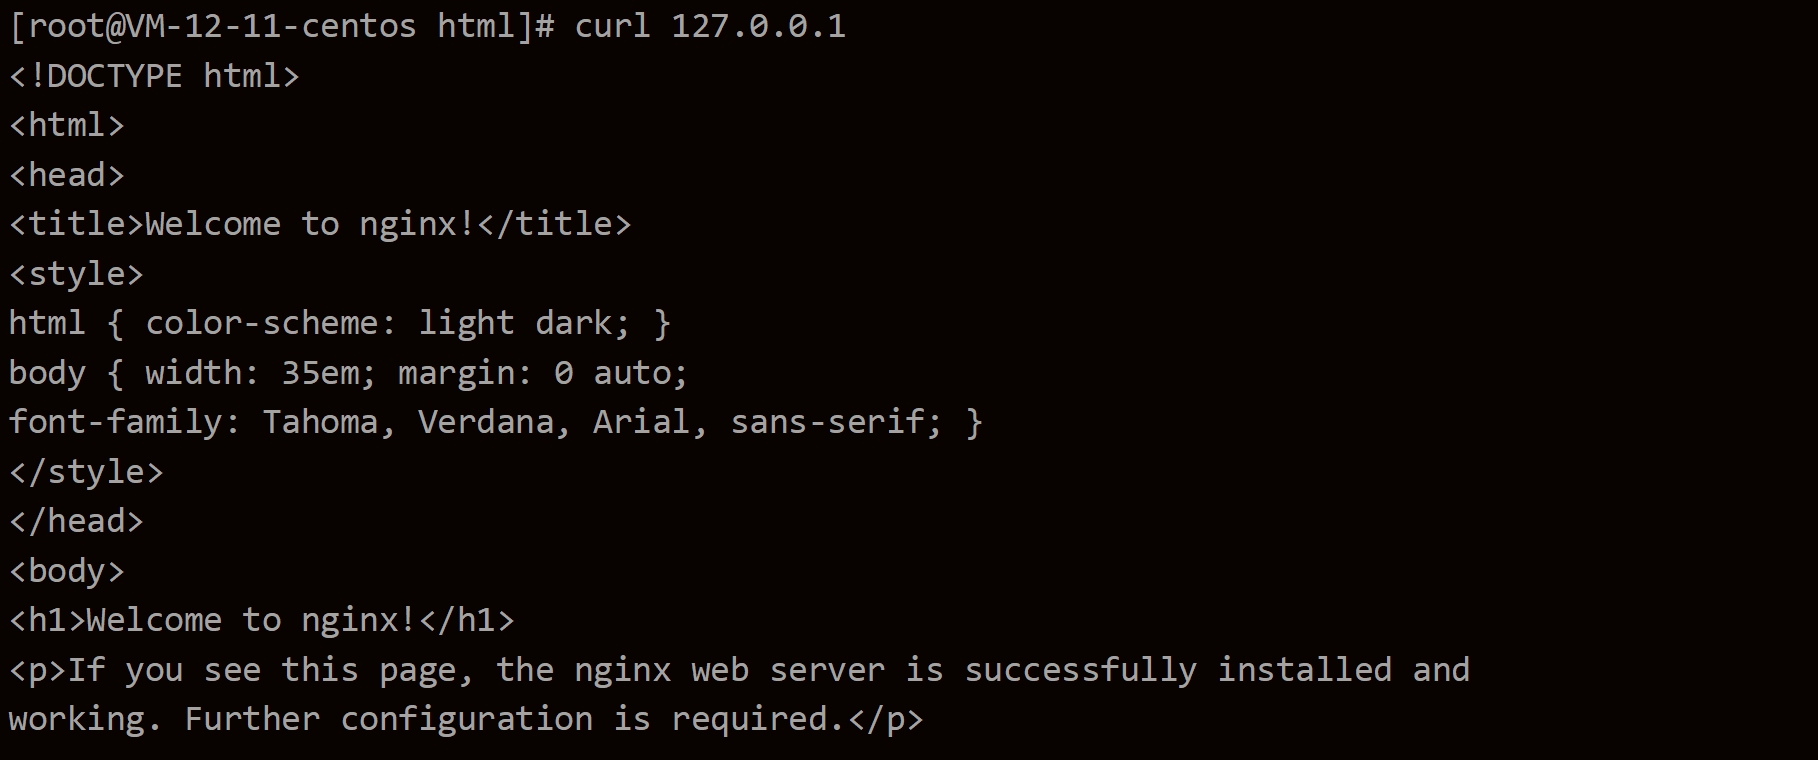 [root@VM-12-11-centos html]# curl 127.0.0.1
<!DOCTYPE html>
<html>
<head>
<title>Welcome to nginx!</title>
<style>
html { color-scheme: light dark; }
body { width: 35em; margin: 0 auto;
font-family: Tahoma, Verdana, Arial, sans-serif; }
</style>
</head>
<body>
<h1>Welcome to nginx!</h1>
<p>If you see this page, the nginx web server is successfully installed and
working. Further configuration is required.</p>